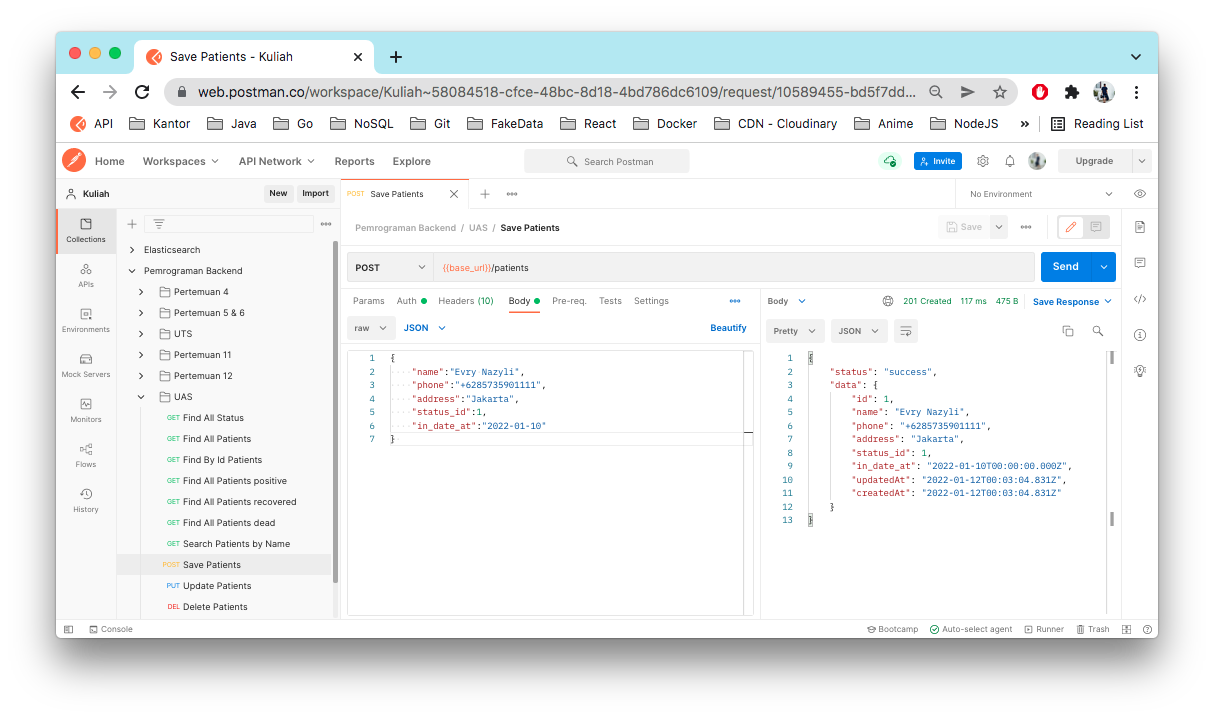 Save Patients - Kuliah
web.postman.co/workspace/Kuliah~58084518-cfce-48bc-8d18-4bd786dc6109/request/10589455-bd5f7dd...
API Kantor Java Go NoSQL Git FakeData React Docker CDN - Cloudinary Anime NodeJS » Reading List
Home Workspaces API Network Reports Explore Search Postman Invite Upgrade
Kuliah New Import POST Save Patients No Environment
Collections
APIs
Environments
Mock Servers
Monitors
Flows
History
Elasticsearch
Pemrograman Backend
Pertemuan 4
Pertemuan 5 & 6
UTS
Pertemuan 11
Pertemuan 12
UAS
GET Find All Status
GET Find All Patients
GET Find By Id Patients
GET Find All Patients positive
GET Find All Patients recovered
GET Find All Patients dead
GET Search Patients by Name
POST Save Patients
PUT Update Patients
DEL Delete Patients
Pemrograman Backend / UAS / Save Patients Save
POST {{base_url}}/patients Send
Params Auth Headers (10) Body Pre-req. Tests Settings
raw JSON Beautify
1 {
2 "name":"Evry Nazyli",
3 "phone":"+6285735901111",
4 "address":"Jakarta",
5 "status_id":1,
6 "in_date_at":"2022-01-10"
7 }
Body 201 Created 117 ms 475 B Save Response
Pretty JSON
1 {
2 "status": "success",
3 "data": {
4 "id": 1,
5 "name": "Evry Nazyli",
6 "phone": "+6285735901111",
7 "address": "Jakarta",
8 "status_id": 1,
9 "in_date_at": "2022-01-10T00:00:00.000Z",
10 "updatedAt": "2022-01-12T00:03:04.831Z",
11 "createdAt": "2022-01-12T00:03:04.831Z"
12 }
13 }
Console Bootcamp Auto-select agent Runner Trash